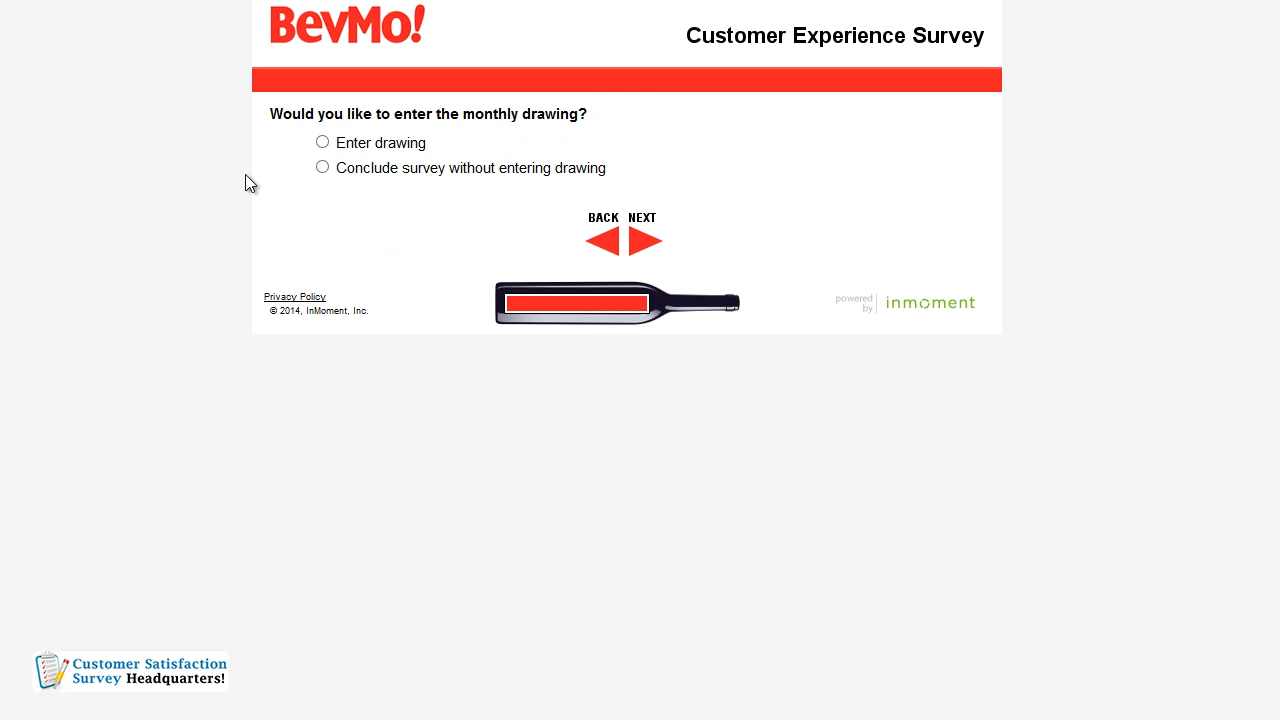 BevMo!
Customer Experience Survey
Would you like to enter the monthly drawing?
Enter drawing
Conclude survey without entering drawing
BACK NEXT
Privacy Policy
© 2014, InMoment, Inc.
powered
by
inmoment
Customer Satisfaction
Survey Headquarters!